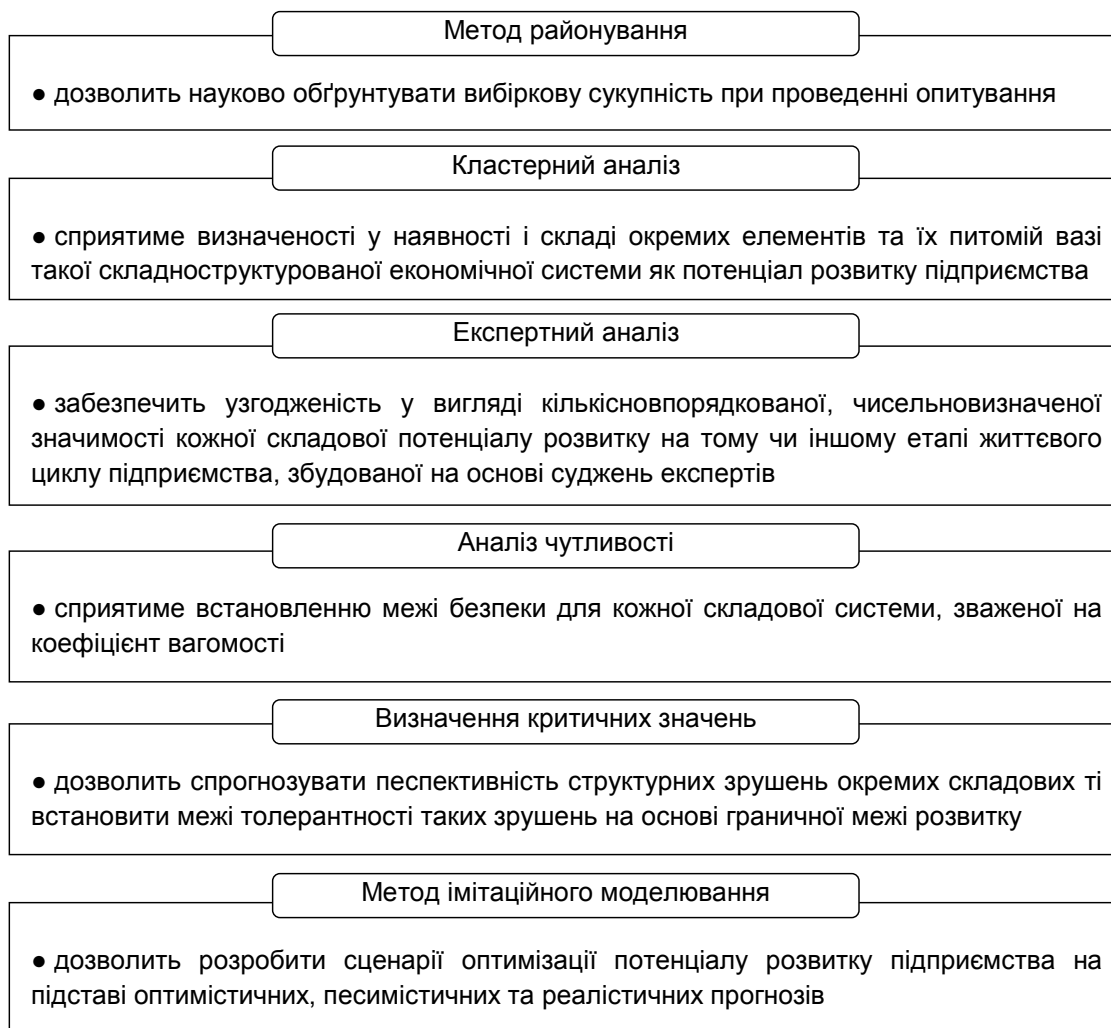 Метод районування
● дозволить науково обґрунтувати вибіркову сукупність при проведенні опитування
Кластерний аналіз
● сприятиме визначеності у наявності і складі окремих елементів та їх питомій вазі
такої складноструктурованої економічної системи як потенціал розвитку підприємства
Експертний аналіз
● забезпечить узгодженість у вигляді кількісновпорядкованої, чисельновизначеної
значимості кожної складової потенціалу розвитку на тому чи іншому етапі життєвого
циклу підприємства, збудованої на основі суджень експертів
Аналіз чутливості
● сприятиме встановленню межі безпеки для кожної складової системи, зваженої на
коефіцієнт вагомості
Визначення критичних значень
● дозволить спрогнозувати песпективність структурних зрушень окремих складових ті
встановити межі толерантності таких зрушень на основі граничної межі розвитку
Метод імітаційного моделювання
● дозволить розробити сценарії оптимізації потенціалу розвитку підприємства на
підставі оптимістичних, песимістичних та реалістичних прогнозів